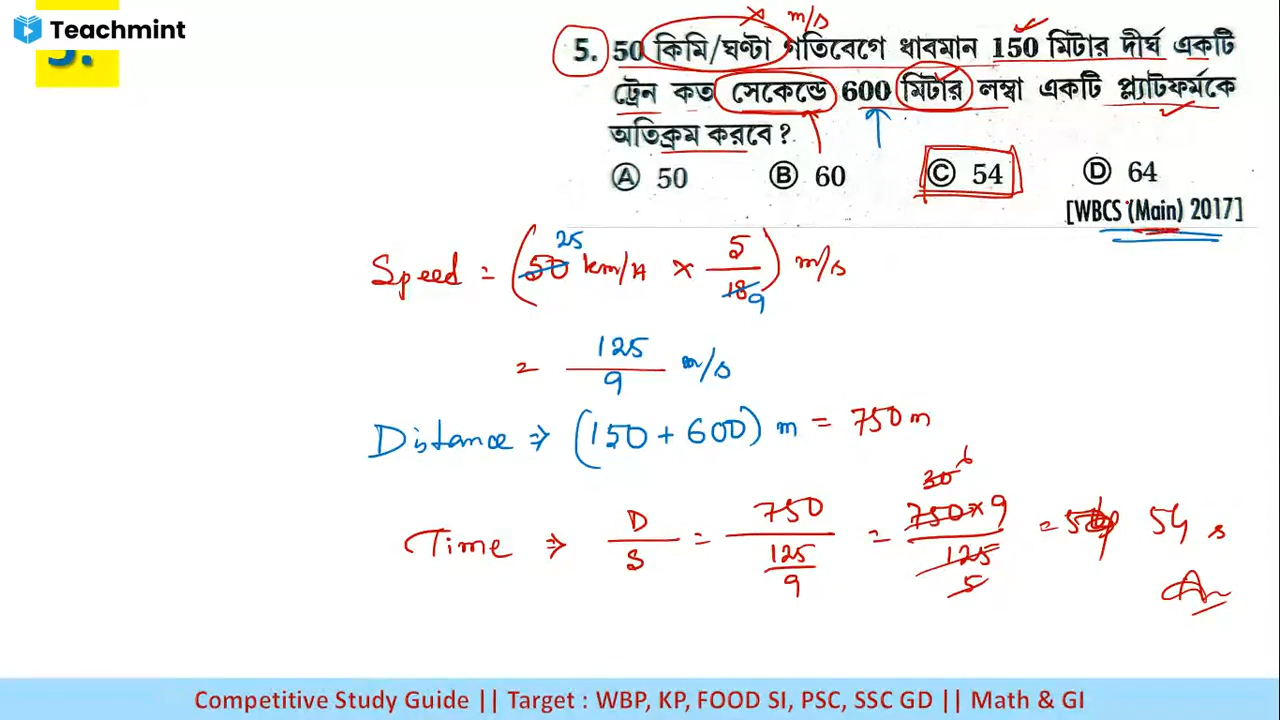 Teachmint
5.
× m/s
5. 50 কিমি/ঘণ্টা গতিবেগে ধাবমান 150 মিটার দীর্ঘ একটি
ট্রেন কত সেকেন্ডে 600 মিটার লম্বা একটি প্ল্যাটফর্মকে
অতিক্রম করবে ?
Ⓐ 50 Ⓑ 60 Ⓒ 54 Ⓓ 64
[WBCS (Main) 2017]
25
Speed = (50 km/h × 5/18) m/s
9
= 125/9 m/s
Distance ⇒ (150 + 600) m = 750 m
30 6
Time ⇒ D/S = 750/(125/9) = 750×9/125 = 54 s
5
Ans
Competitive Study Guide || Target : WBP, KP, FOOD SI, PSC, SSC GD || Math & GI